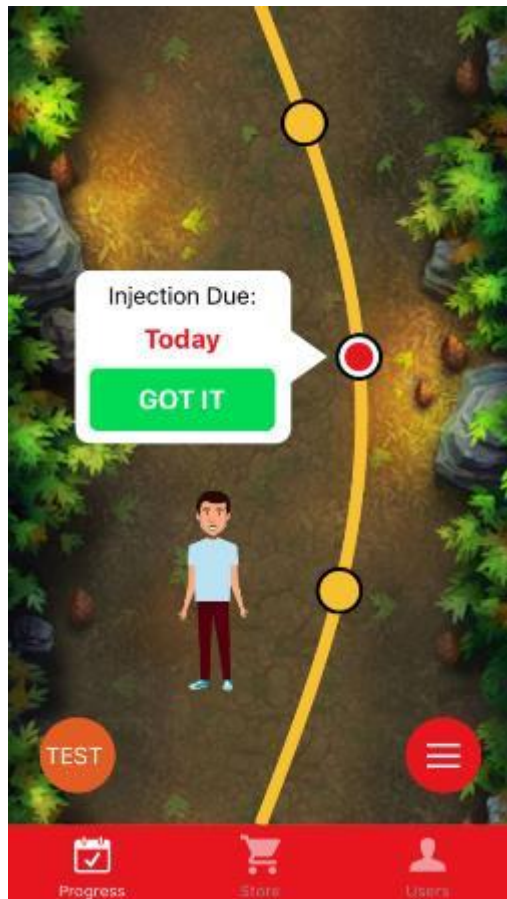 Injection Due:
Today
GOT IT
TEST
Progress
Store
Users